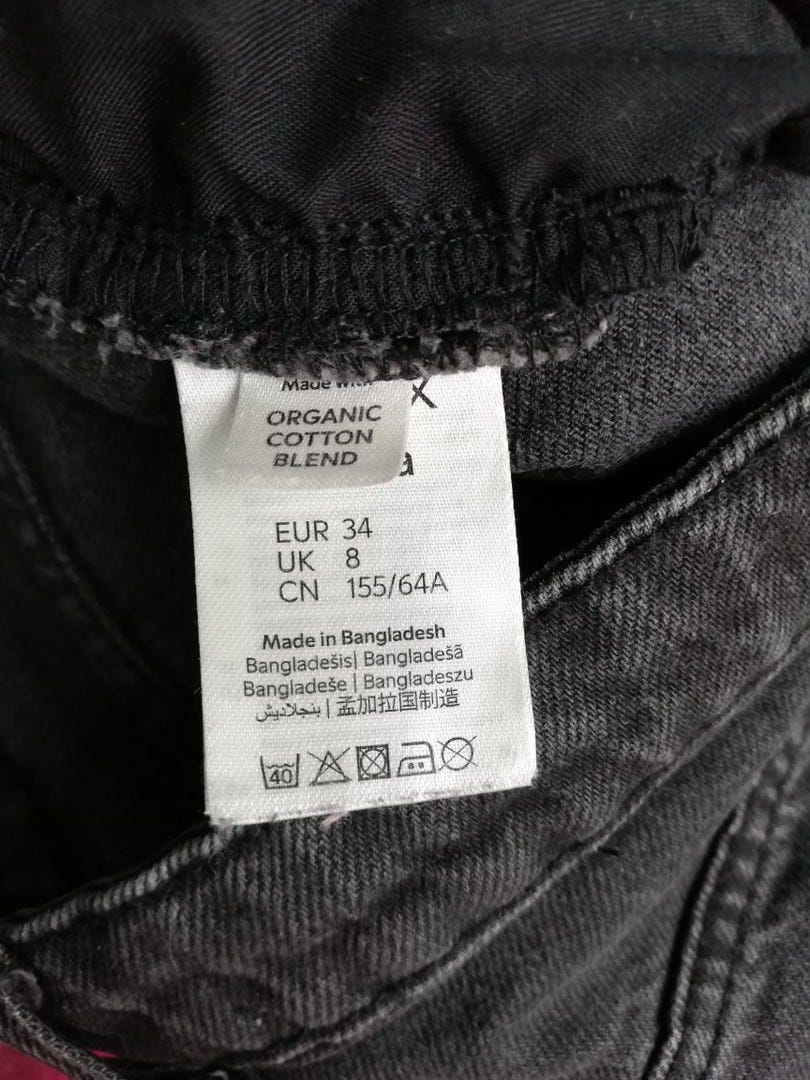 Made
X
ORGANIC
COTTON
BLEND
a
EUR 34
UK 8
CN 155/64A
Made in Bangladesh
Bangladešis| Bangladešā
Bangladeše | Bangladeszu
بنجلاديش | 孟加拉国制造
40